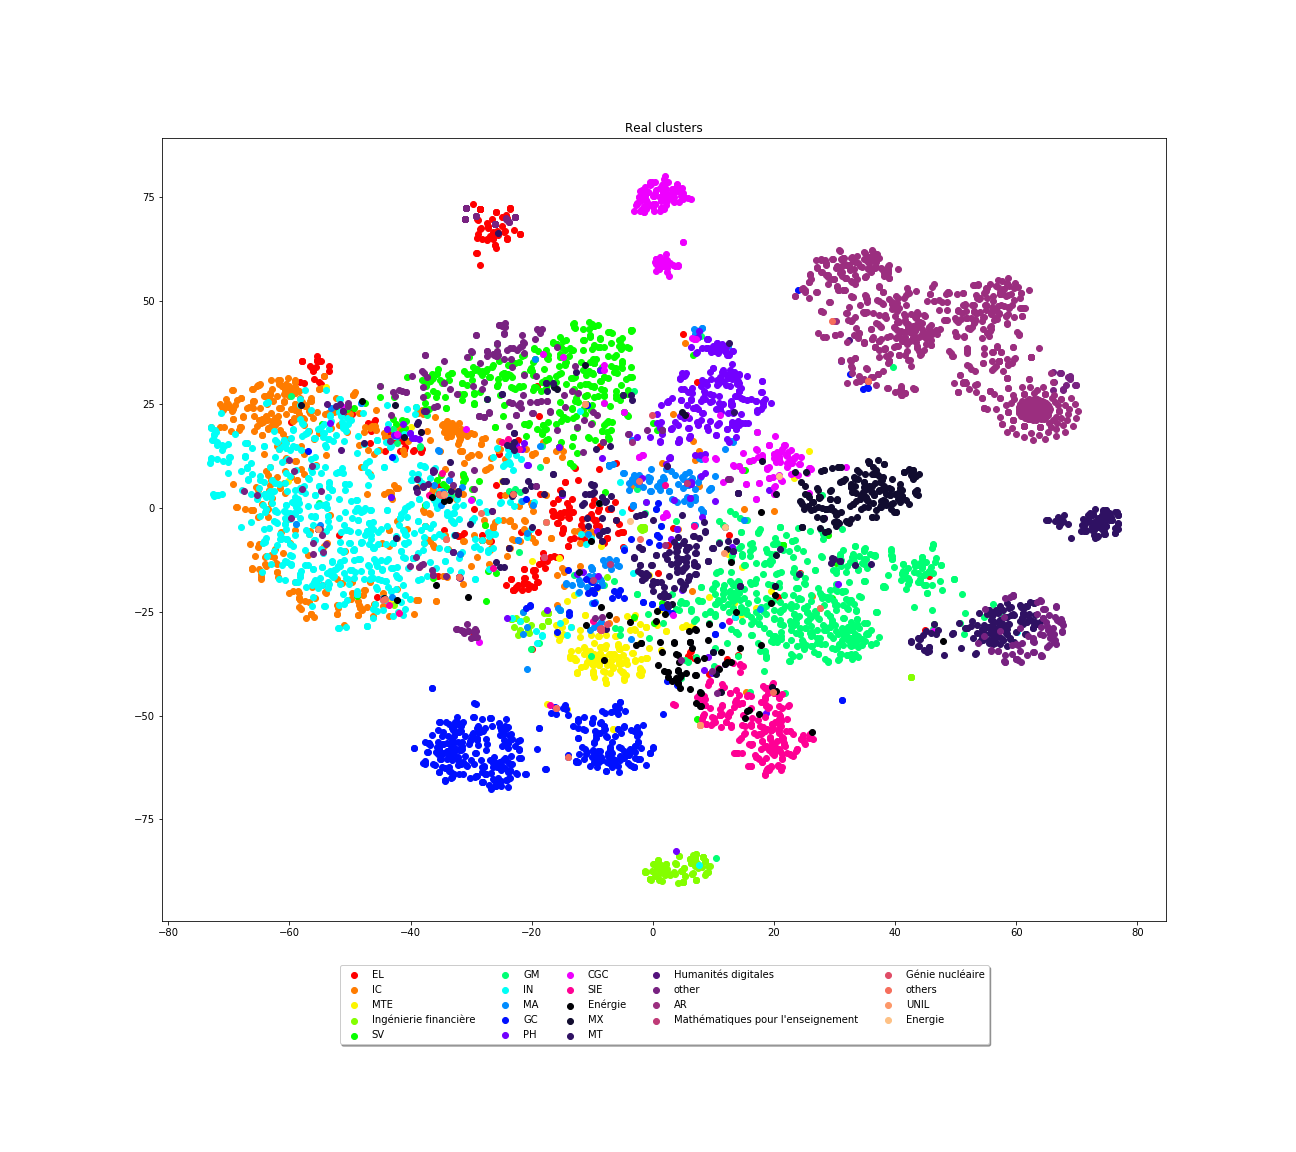 Real clusters
75
50
25
0
−25
−50
−75
−80 −60 −40 −20 0 20 40 60 80
EL GM CGC Humanités digitales Génie nucléaire
IC IN SIE other others
MTE MA Enérgie AR UNIL
Ingénierie financière GC MX Mathématiques pour l'enseignement Energie
SV PH MT